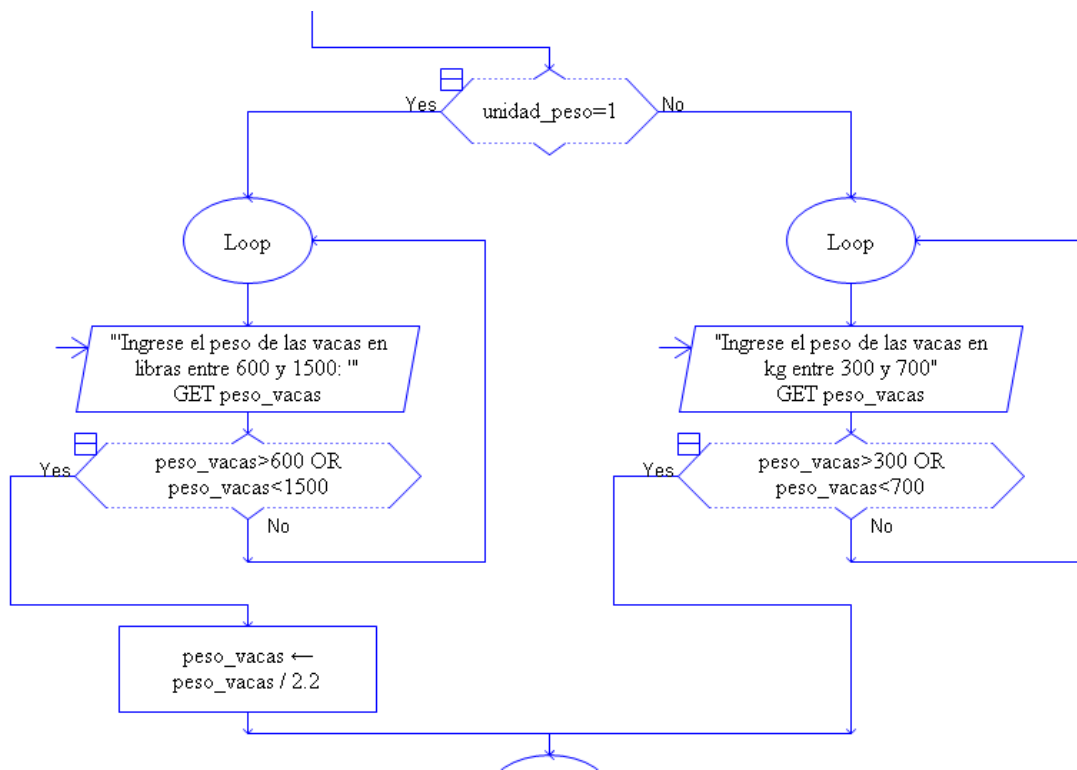 unidad_peso=1
Yes
No
Loop
"'Ingrese el peso de las vacas en
libras entre 600 y 1500: '"
GET peso_vacas
Yes
peso_vacas>600 OR
peso_vacas<1500
No
peso_vacas ←
peso_vacas / 2.2
Loop
"Ingrese el peso de las vacas en
kg entre 300 y 700"
GET peso_vacas
Yes
peso_vacas>300 OR
peso_vacas<700
No